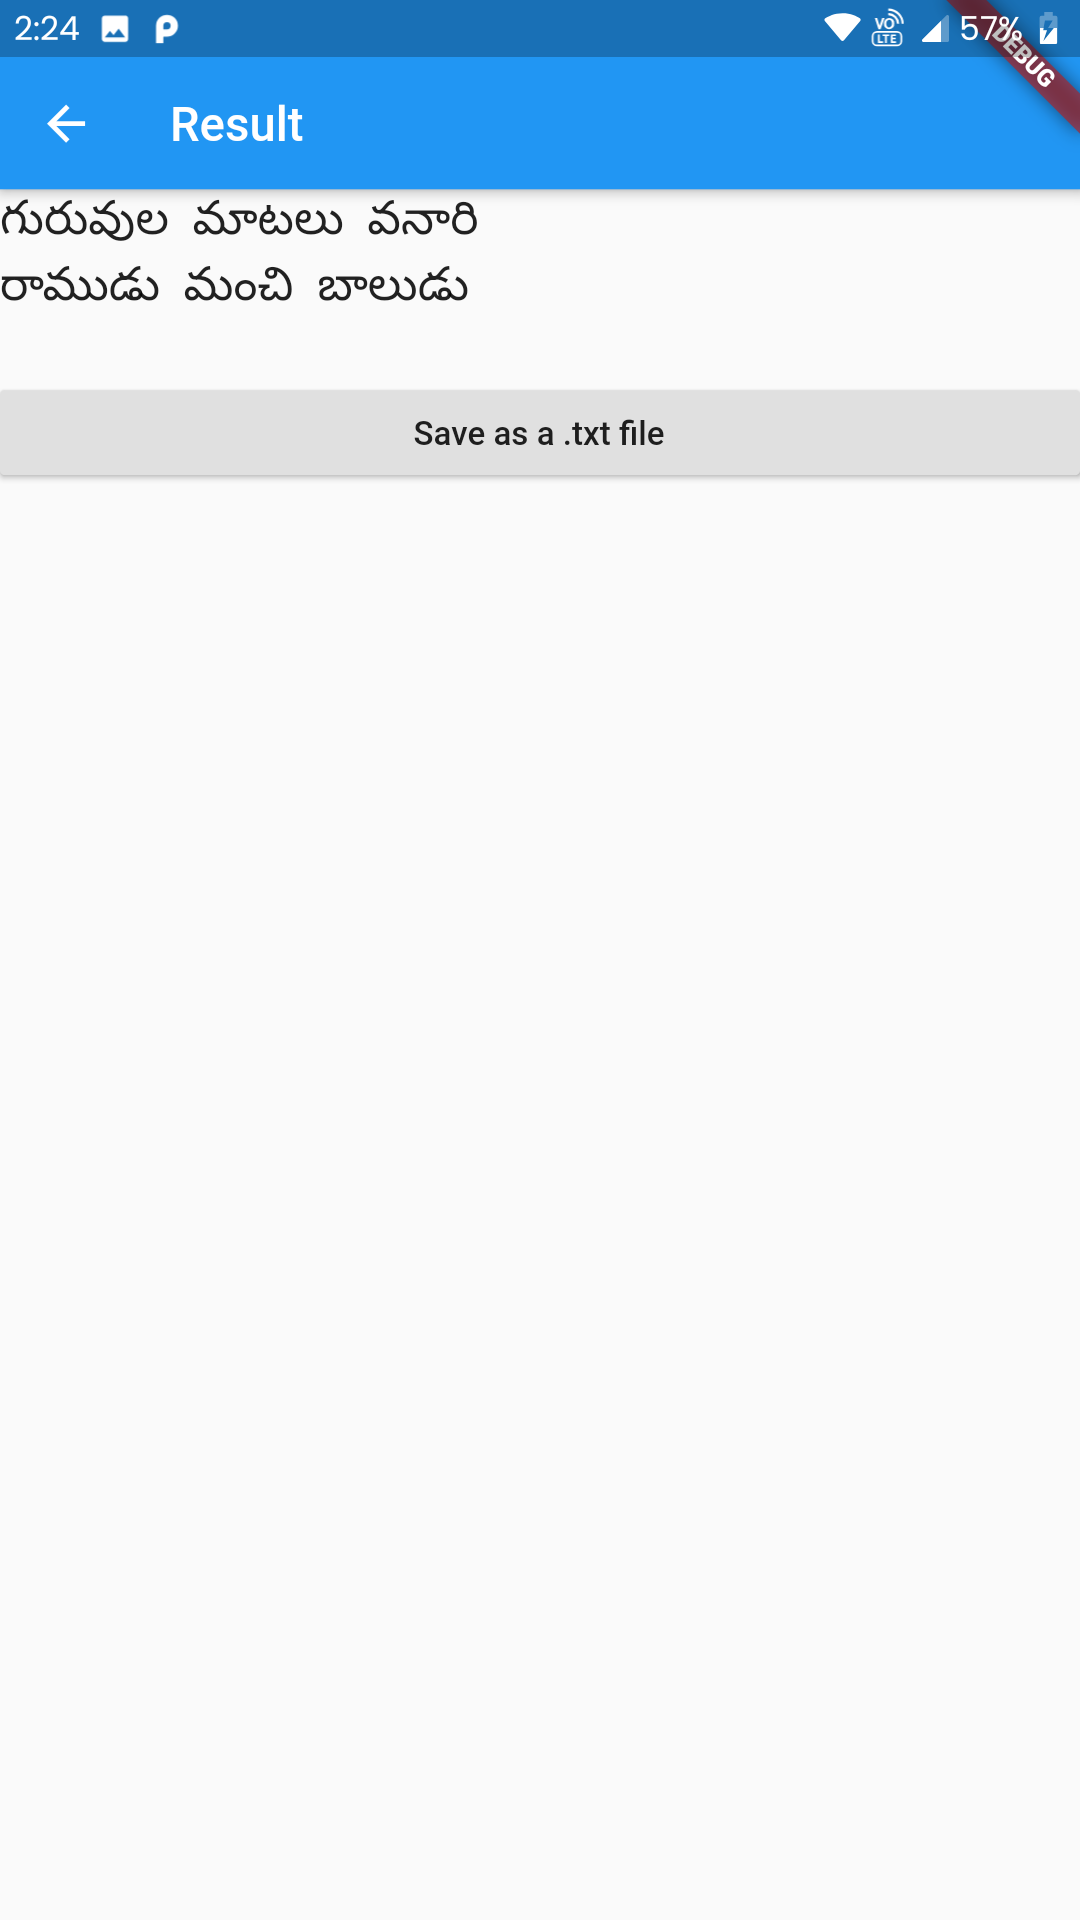 2:24 VO LTE 57%
DEBUG
Result
గురువుల మాటలు వనారి
రాముడు మంచి బాలుడు
Save as a .txt file